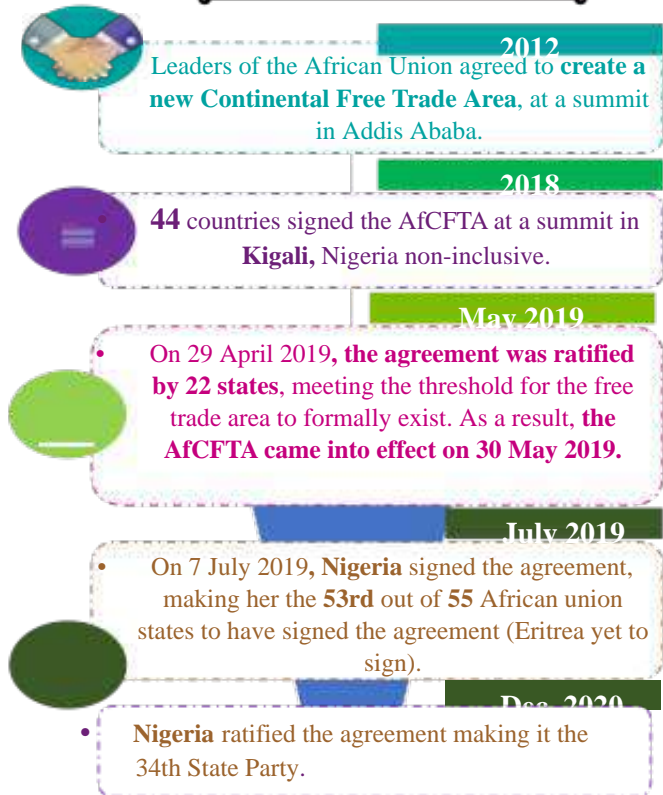 2012
Leaders of the African Union agreed to create a
new Continental Free Trade Area, at a summit
in Addis Ababa.
2018
• 44 countries signed the AfCFTA at a summit in
Kigali, Nigeria non-inclusive.
May 2019
• On 29 April 2019, the agreement was ratified
by 22 states, meeting the threshold for the free
trade area to formally exist. As a result, the
AfCFTA came into effect on 30 May 2019.
July 2019
• On 7 July 2019, Nigeria signed the agreement,
making her the 53rd out of 55 African union
states to have signed the agreement (Eritrea yet to
sign).
2020
• Nigeria ratified the agreement making it the
34th State Party.